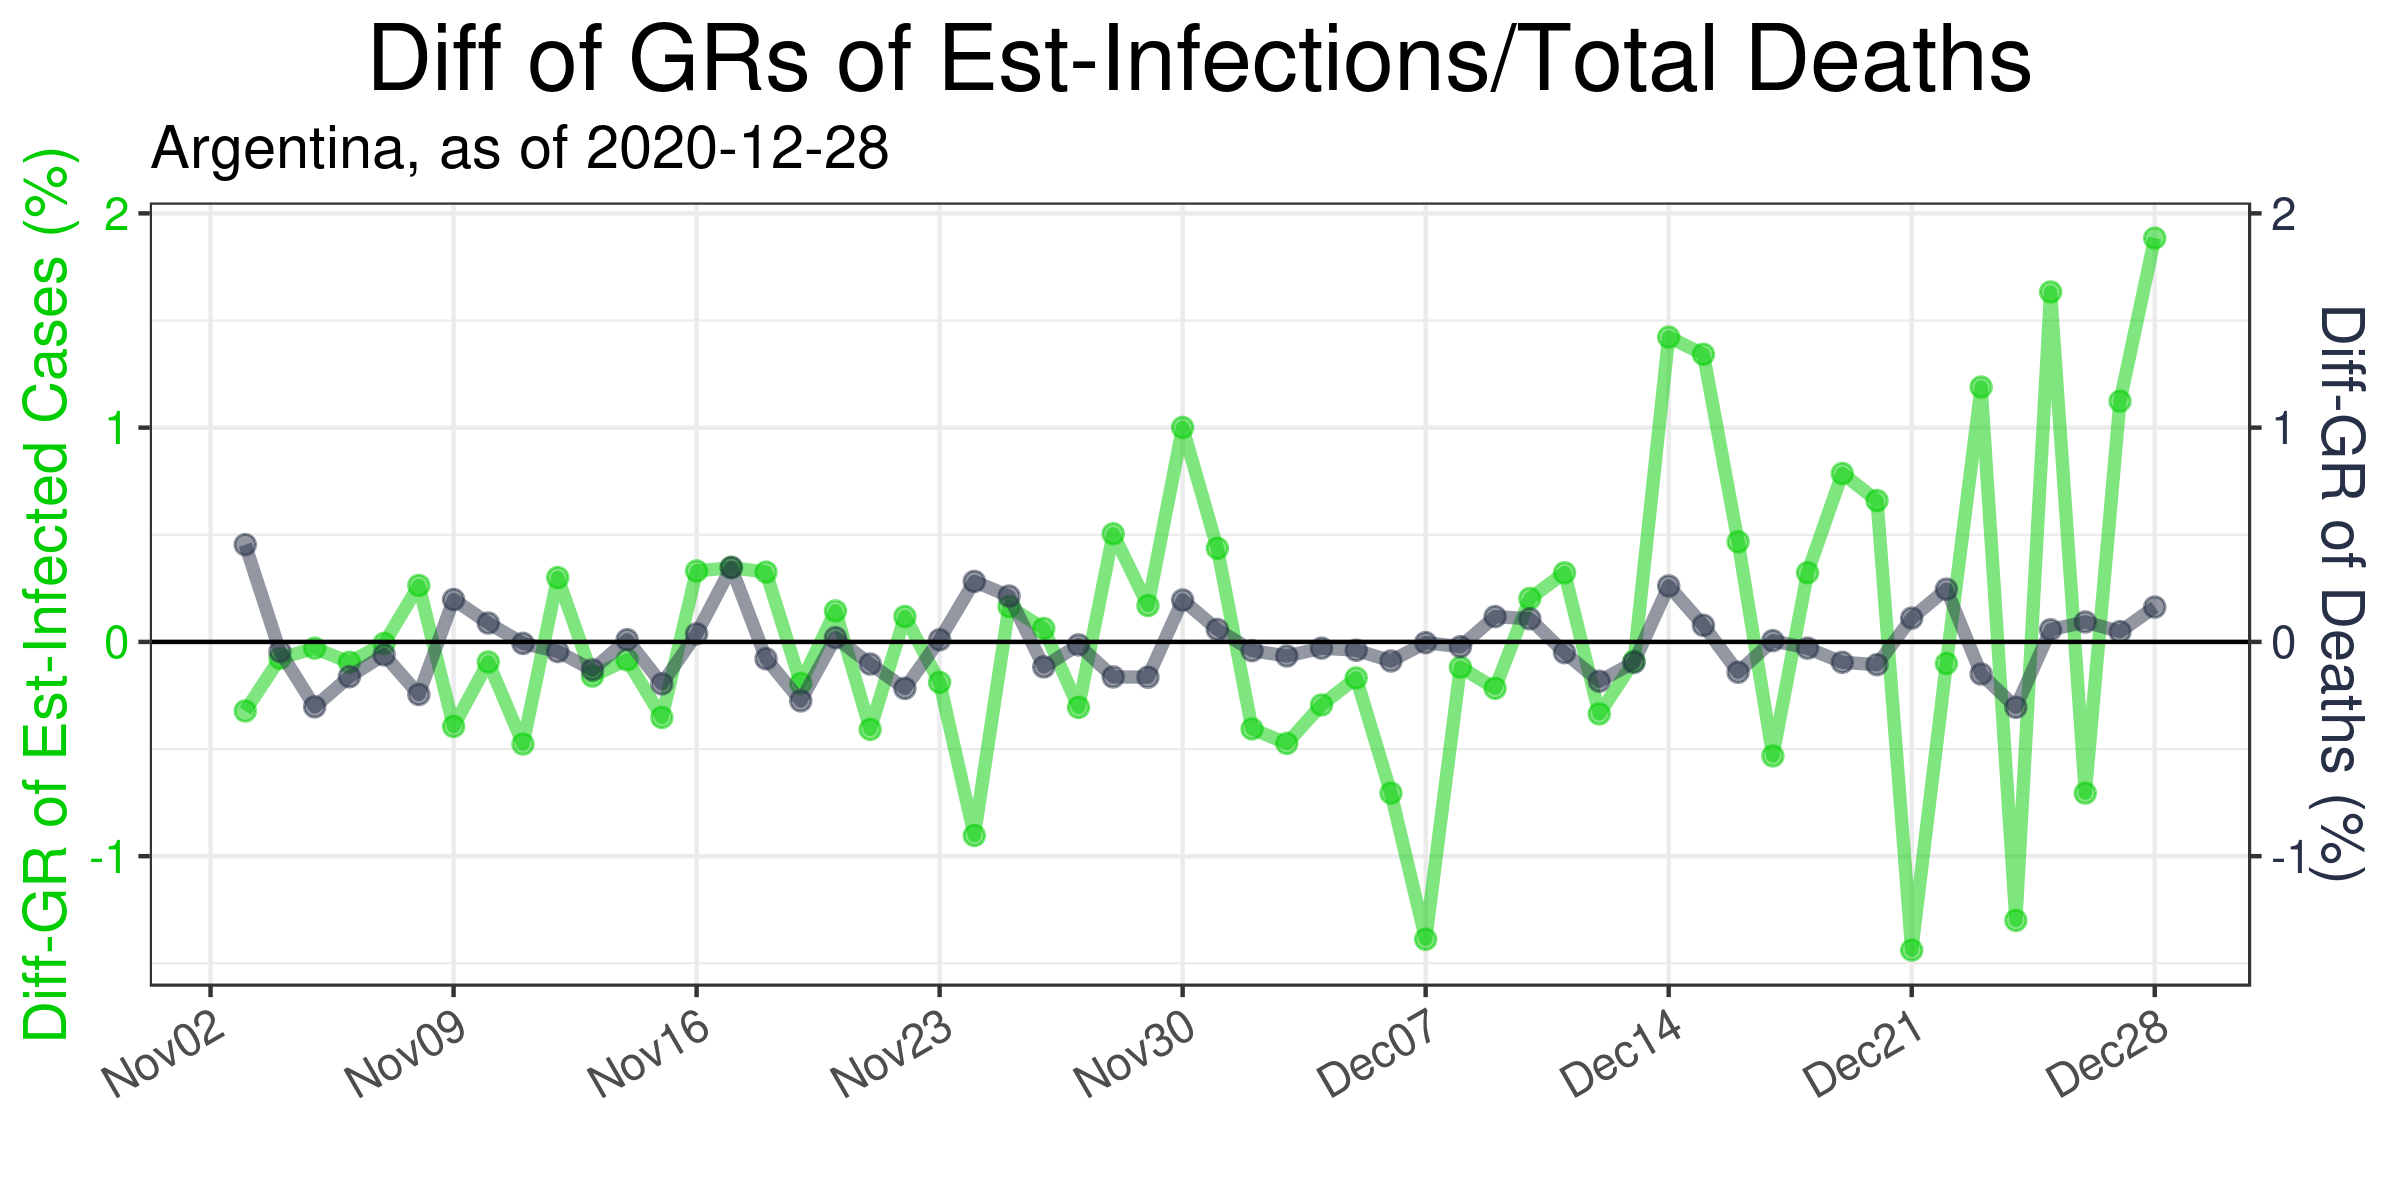 Diff of GRs of Est-Infections/Total Deaths
Argentina, as of 2020-12-28
Diff-GR of Est-Infected Cases (%)
2
1
0
-1
2
1
0
-1
Diff-GR of Deaths (%)
Nov02
Nov09
Nov16
Nov23
Nov30
Dec07
Dec14
Dec21
Dec28